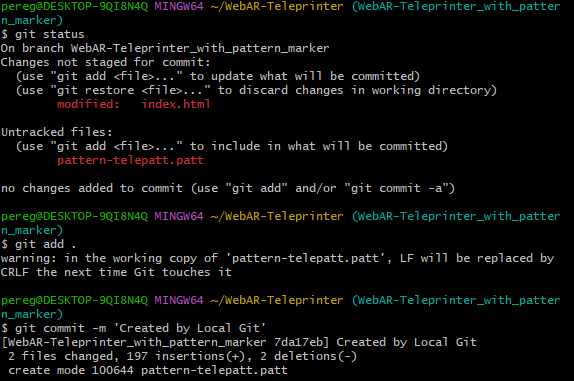 pereg@DESKTOP-9QI8N4Q MINGW64 ~/WebAR-Teleprinter (WebAR-Teleprinter_with_patter
n_marker)
$ git status
On branch WebAR-Teleprinter_with_pattern_marker
Changes not staged for commit:
  (use "git add <file>..." to update what will be committed)
  (use "git restore <file>..." to discard changes in working directory)
        modified:   index.html

Untracked files:
  (use "git add <file>..." to include in what will be committed)
        pattern-telepatt.patt

no changes added to commit (use "git add" and/or "git commit -a")

pereg@DESKTOP-9QI8N4Q MINGW64 ~/WebAR-Teleprinter (WebAR-Teleprinter_with_patter
n_marker)
$ git add .
warning: in the working copy of 'pattern-telepatt.patt', LF will be replaced by
CRLF the next time Git touches it

pereg@DESKTOP-9QI8N4Q MINGW64 ~/WebAR-Teleprinter (WebAR-Teleprinter_with_patter
n_marker)
$ git commit -m 'Created by Local Git'
[WebAR-Teleprinter_with_pattern_marker 7da17eb] Created by Local Git
 2 files changed, 197 insertions(+), 2 deletions(-)
 create mode 100644 pattern-telepatt.patt